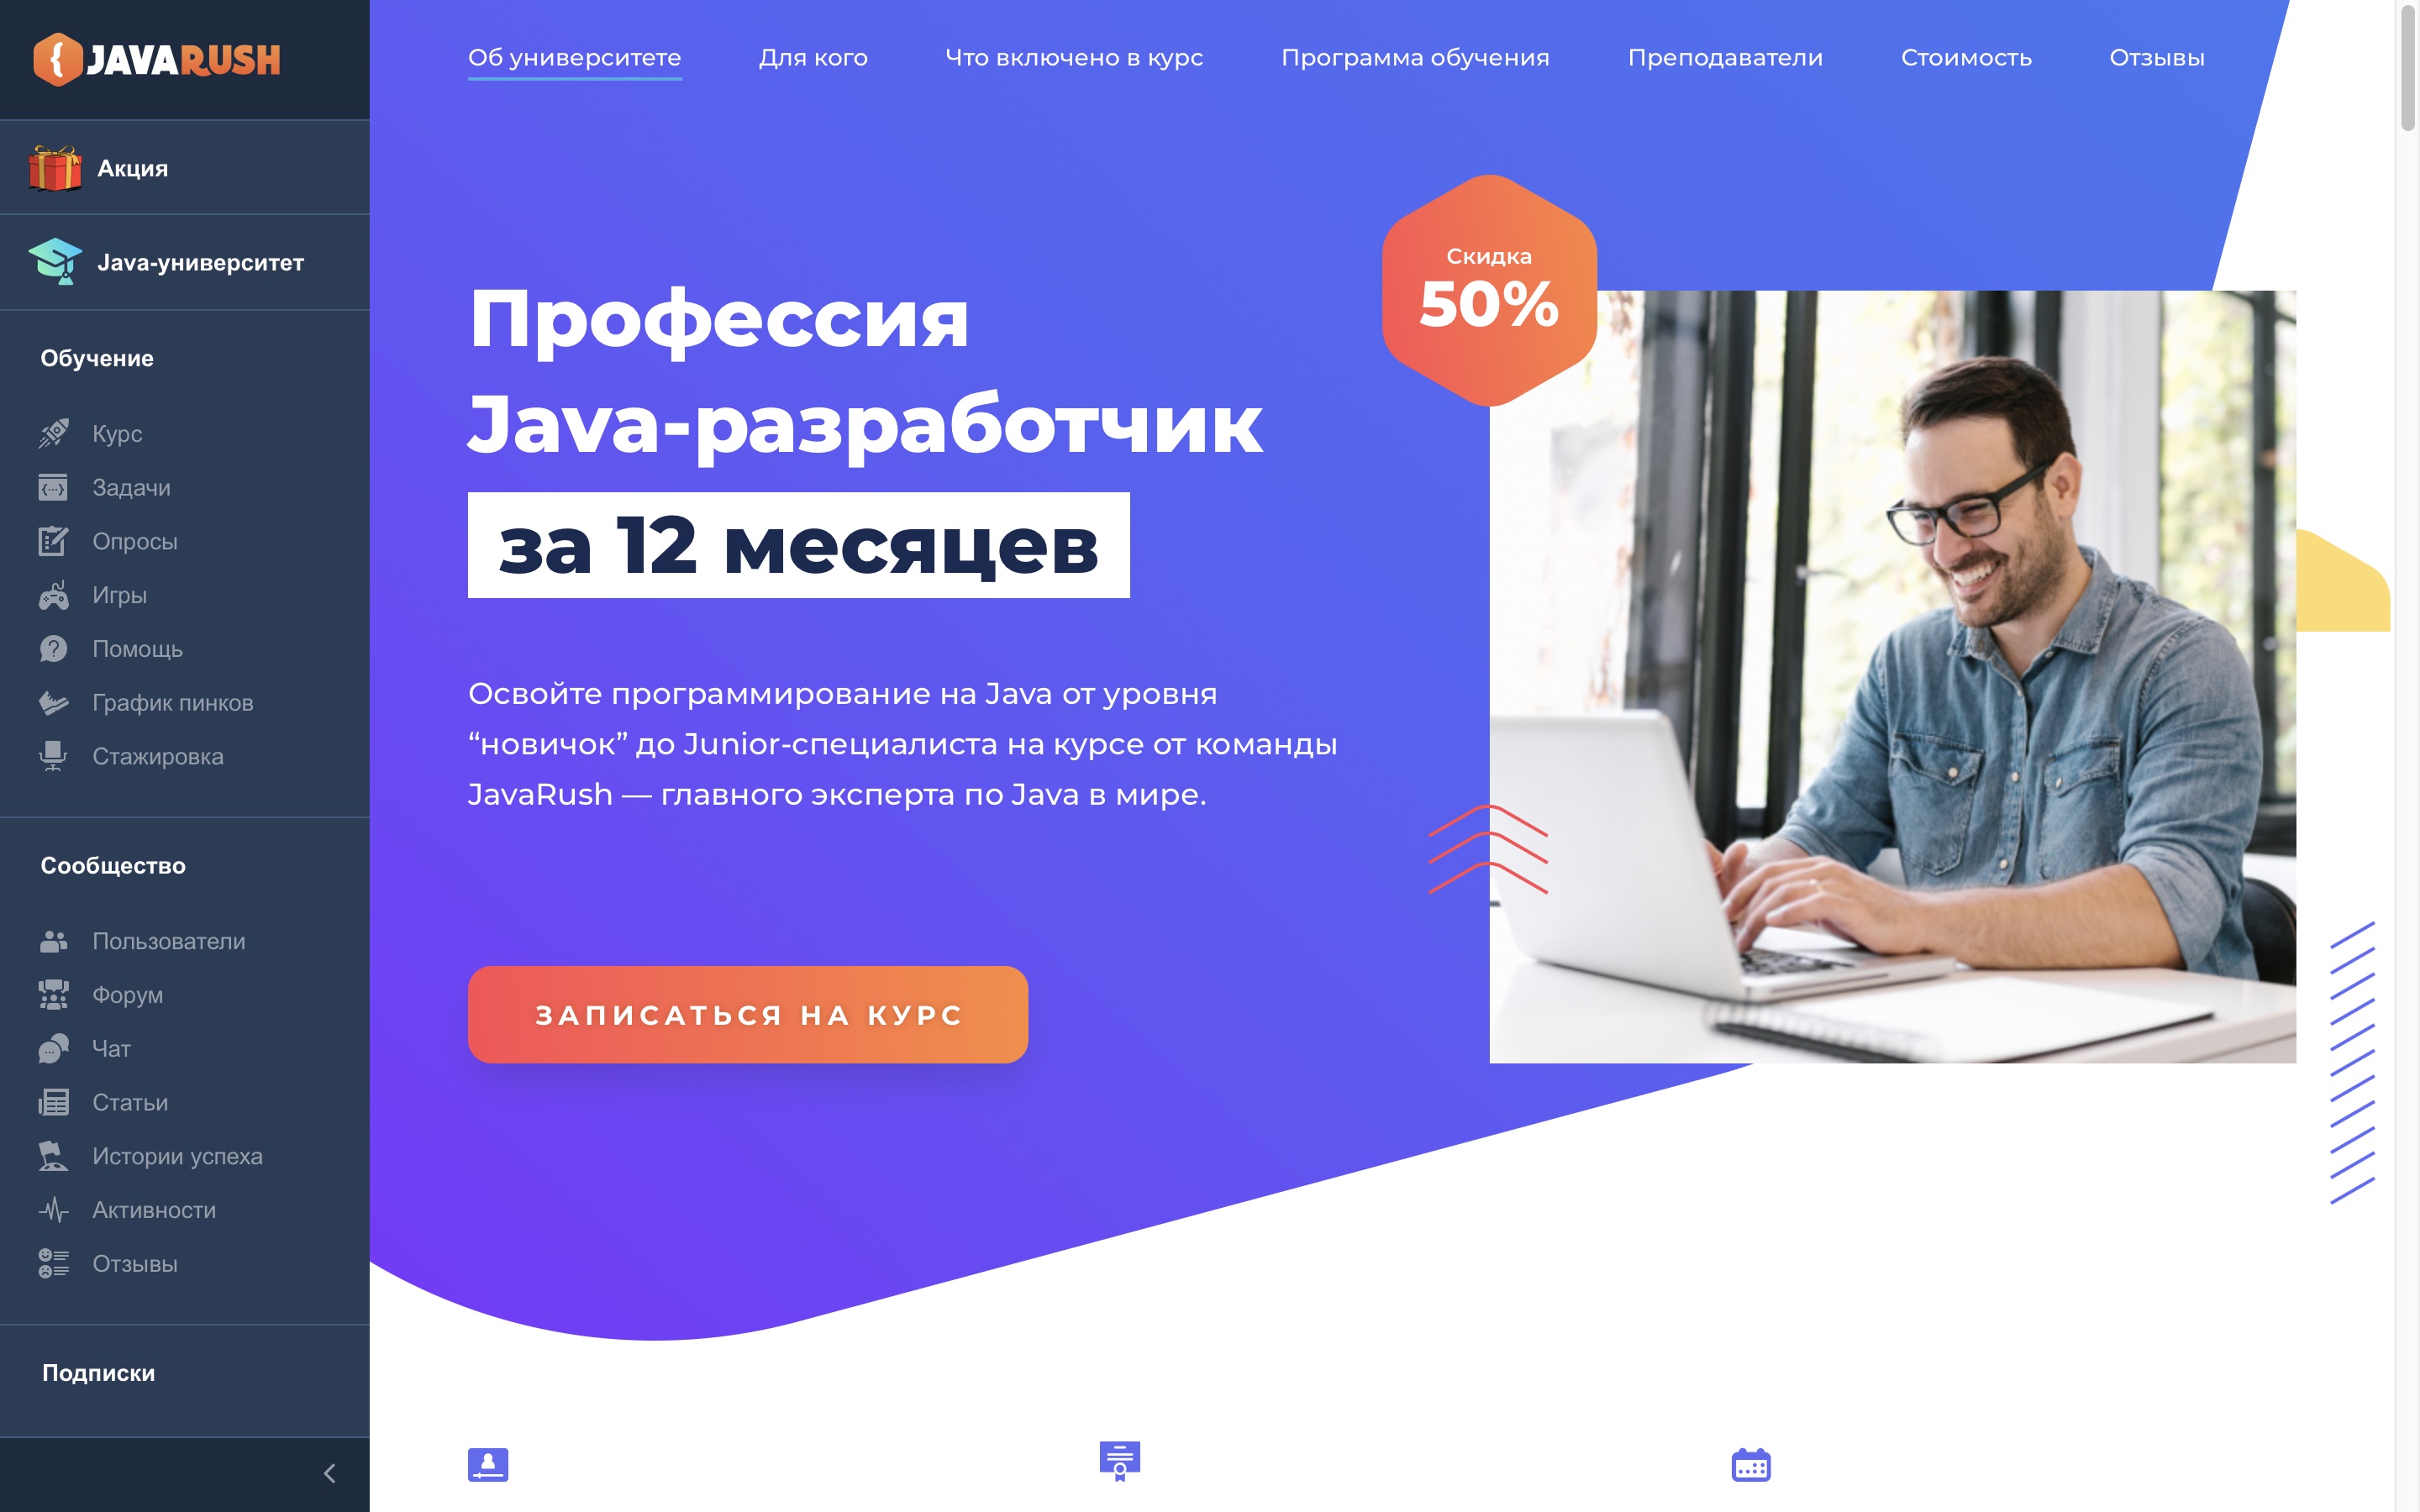 JAVARUSH
Акция
Java-университет
Обучение
Курс
Задачи
Опросы
Игры
Помощь
График пинков
Стажировка
Сообщество
Пользователи
Форум
Чат
Статьи
Истории успеха
Активности
Отзывы
Подписки
Об университете
Для кого
Что включено в курс
Программа обучения
Преподаватели
Стоимость
Отзывы
Скидка
50%
Профессия
Java-разработчик
за 12 месяцев
Освойте программирование на Java от уровня
“новичок” до Junior-специалиста на курсе от команды
JavaRush — главного эксперта по Java в мире.
ЗАПИСАТЬСЯ НА КУРС